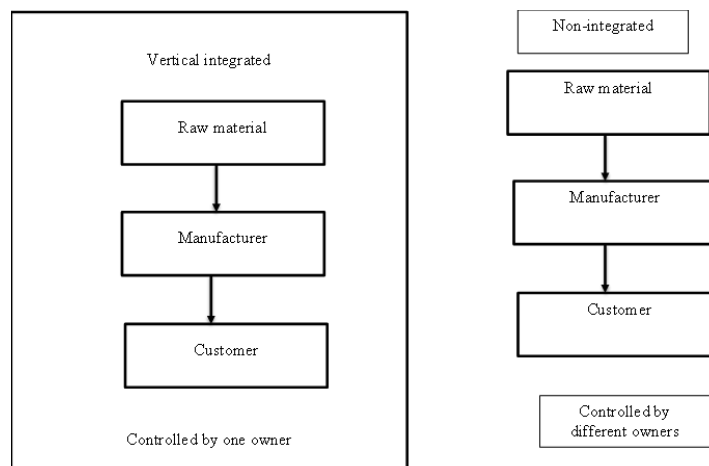 Vertical integrated
Raw material
Manufacturer
Customer
Controlled by one owner
Non-integrated
Raw material
Manufacturer
Customer
Controlled by
different owners